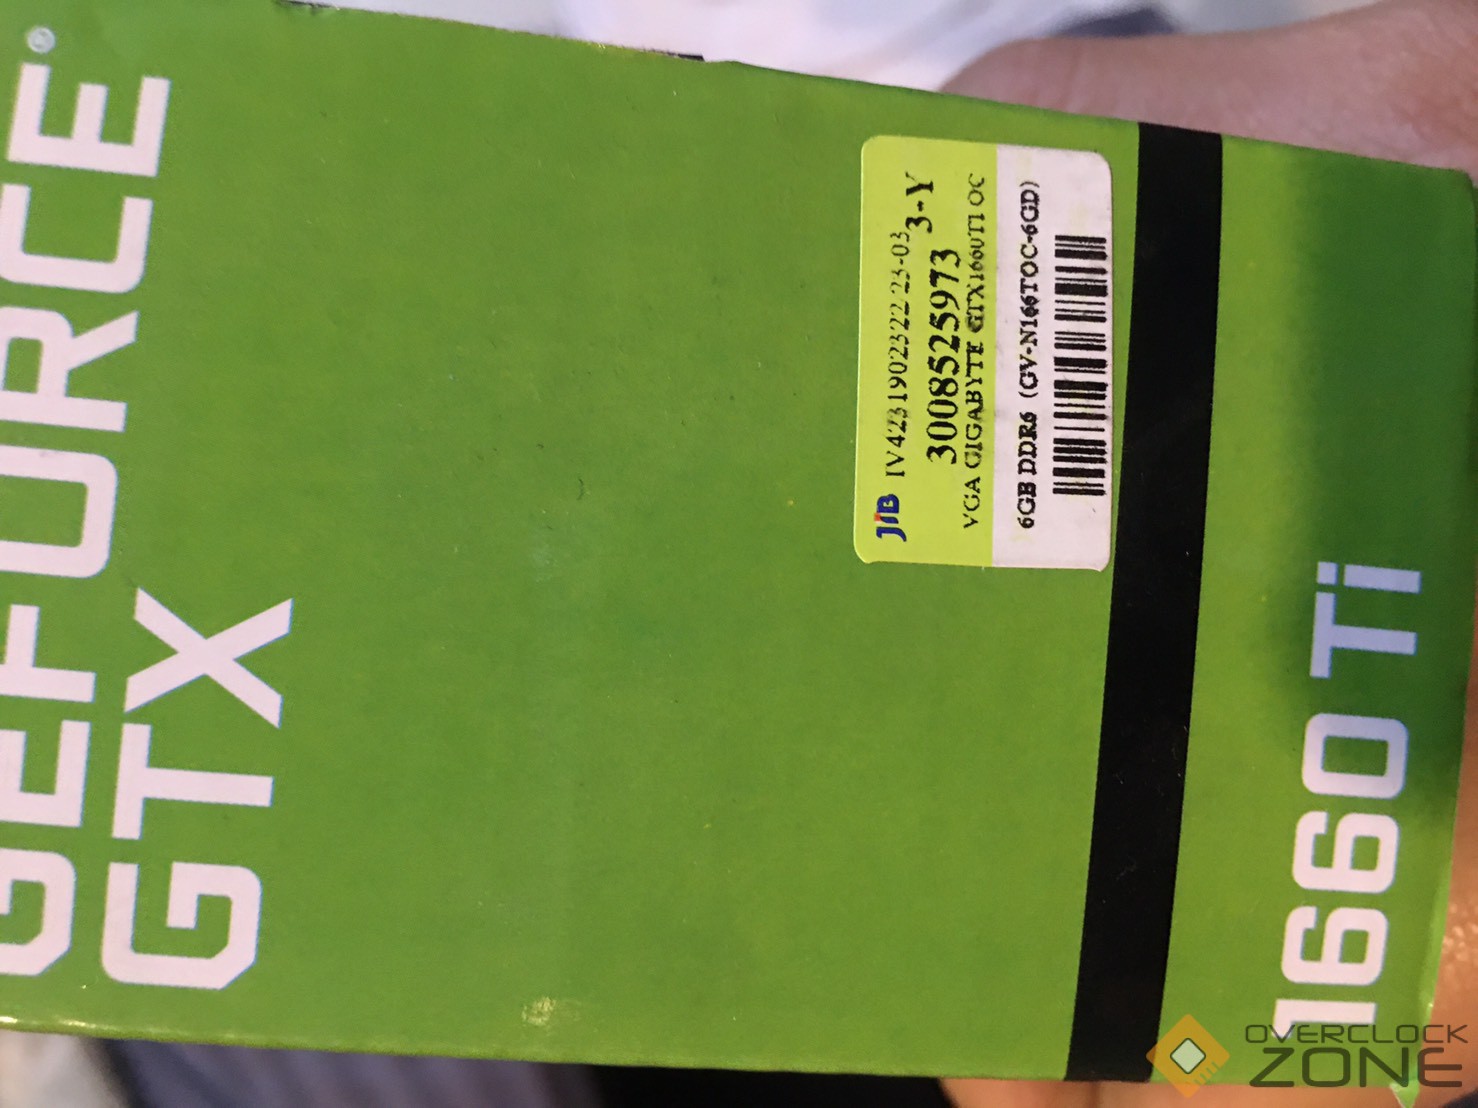 GEFORCE®
GTX
1660 Ti
JIB IV42319023222/23-03
3008525973 3-Y
VGA GIGABYTE GTX1660TI OC
6GB DDR6 (GV-N166TOC-6GD)
OVERCLOCK
ZONE